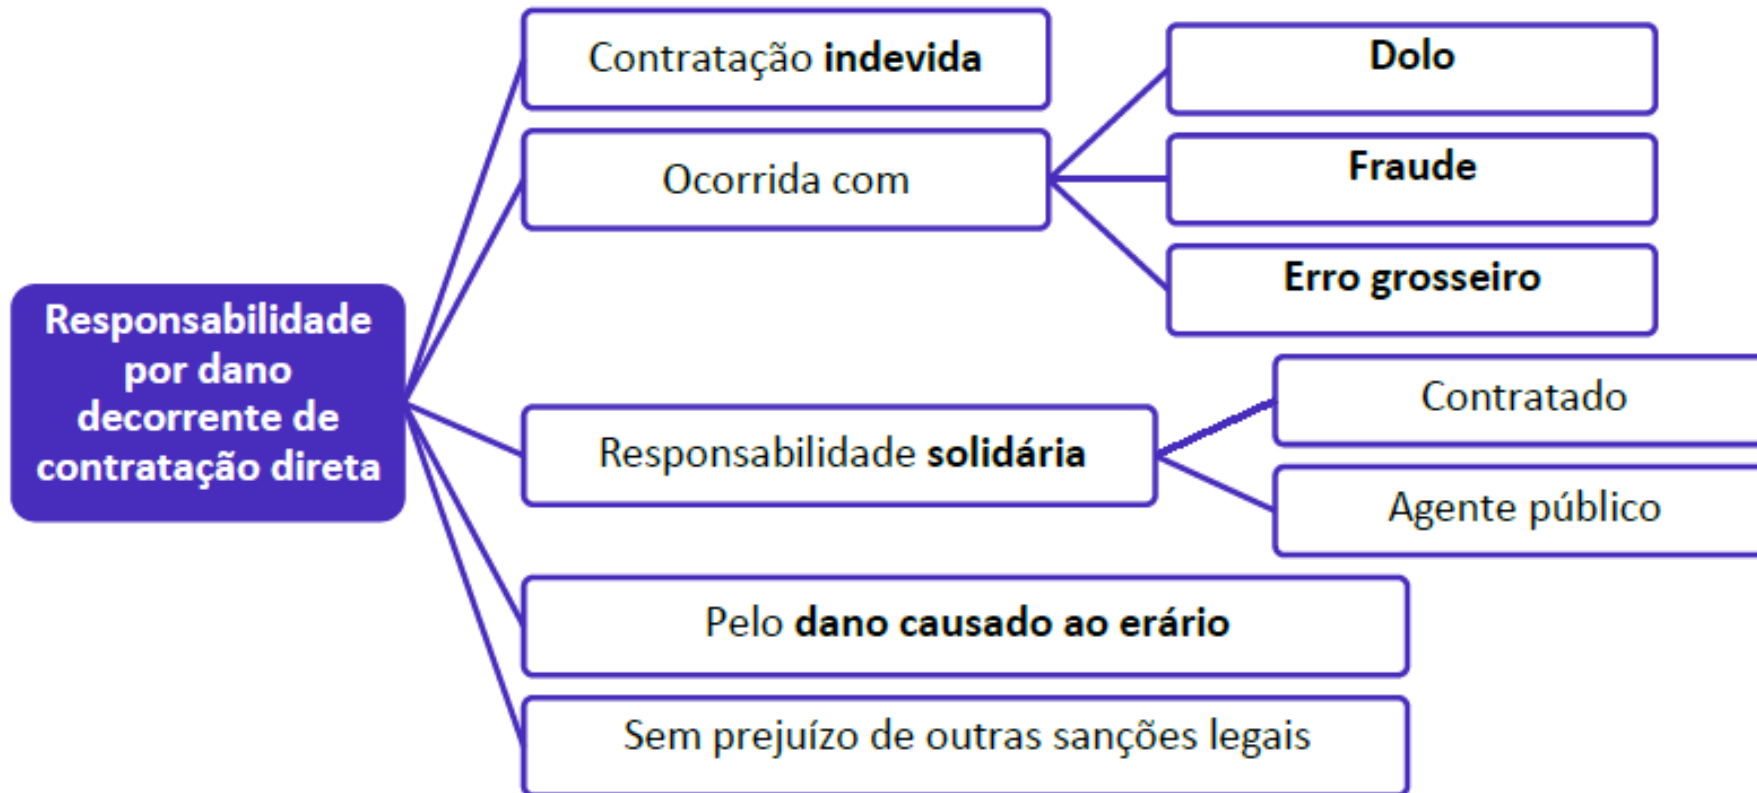 Responsabilidade
por dano
decorrente de
contratação direta
Contratação indevida
Ocorrida com
Dolo
Fraude
Erro grosseiro
Responsabilidade solidária
Contratado
Agente público
Pelo dano causado ao erário
Sem prejuízo de outras sanções legais